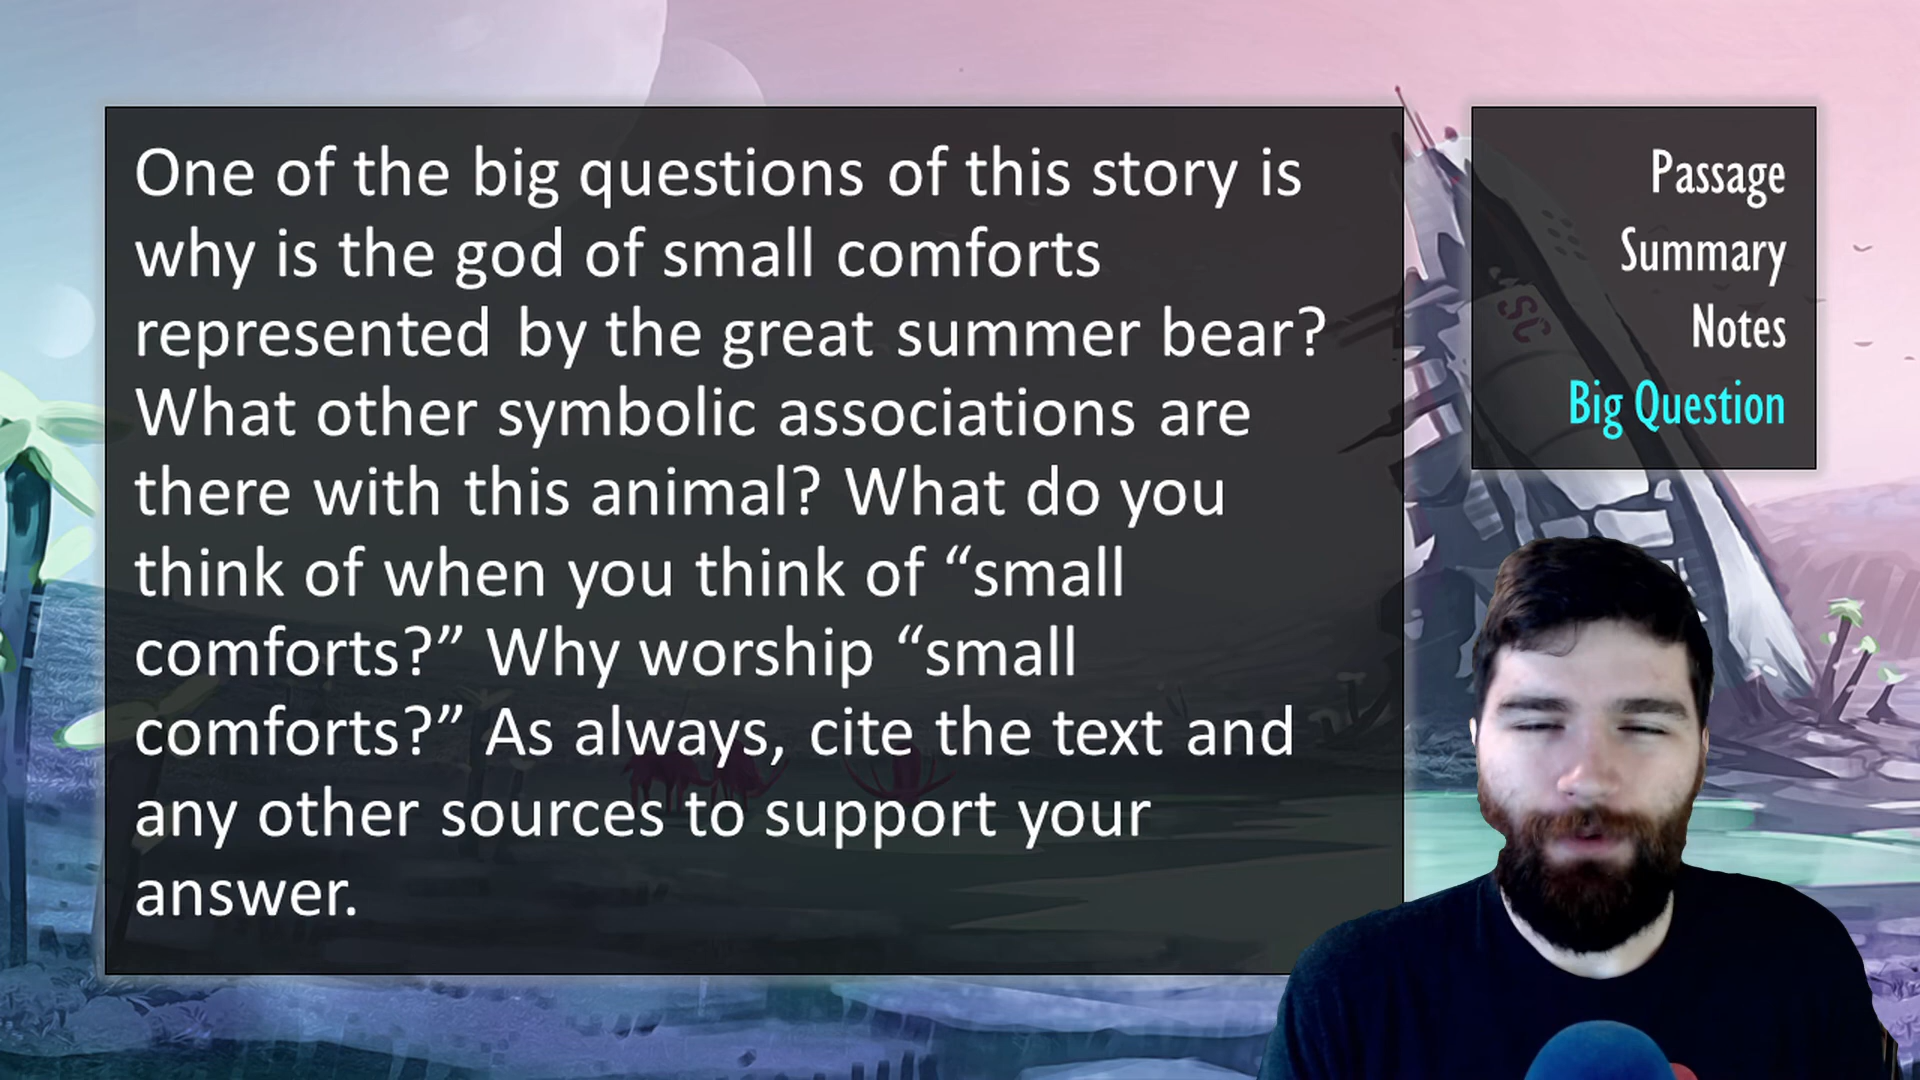 One of the big questions of this story is
why is the god of small comforts
represented by the great summer bear?
What other symbolic associations are
there with this animal? What do you
think of when you think of “small
comforts?” Why worship “small
comforts?” As always, cite the text and
any other sources to support your
answer.
Passage
Summary
Notes
Big Question
SC